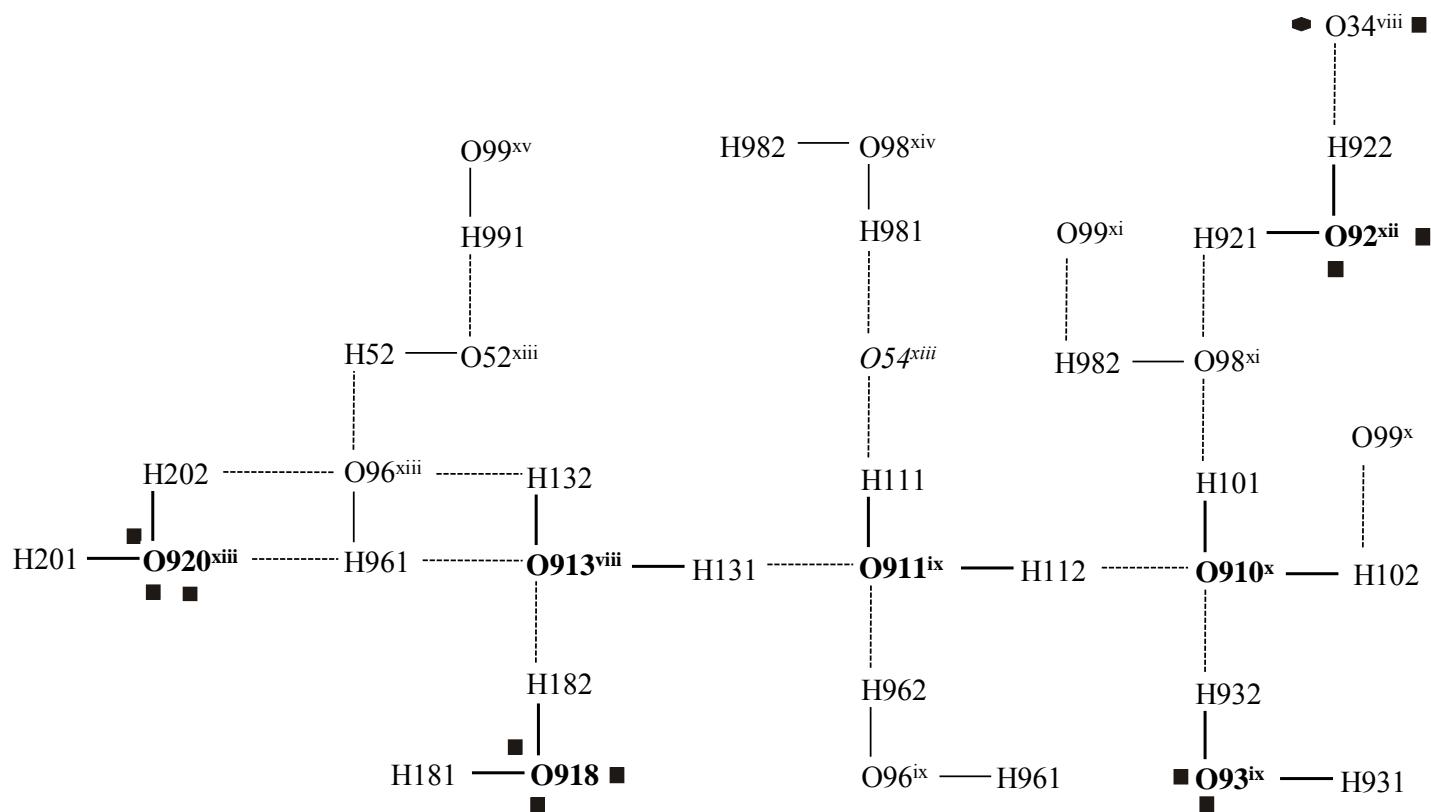 O34viii
O99xv H982 O98xiv H922
H991 H981 O99xi H921 O92xii
H52 O52xiii O54xiii H982 O98xi
O99x
H202 O96xiii H132 H111 H101
H201 O920xiii H961 O913viii H131 O911ix H112 O910x H102
H182 H962 H932
H181 O918 O96ix H961 O93ix H931